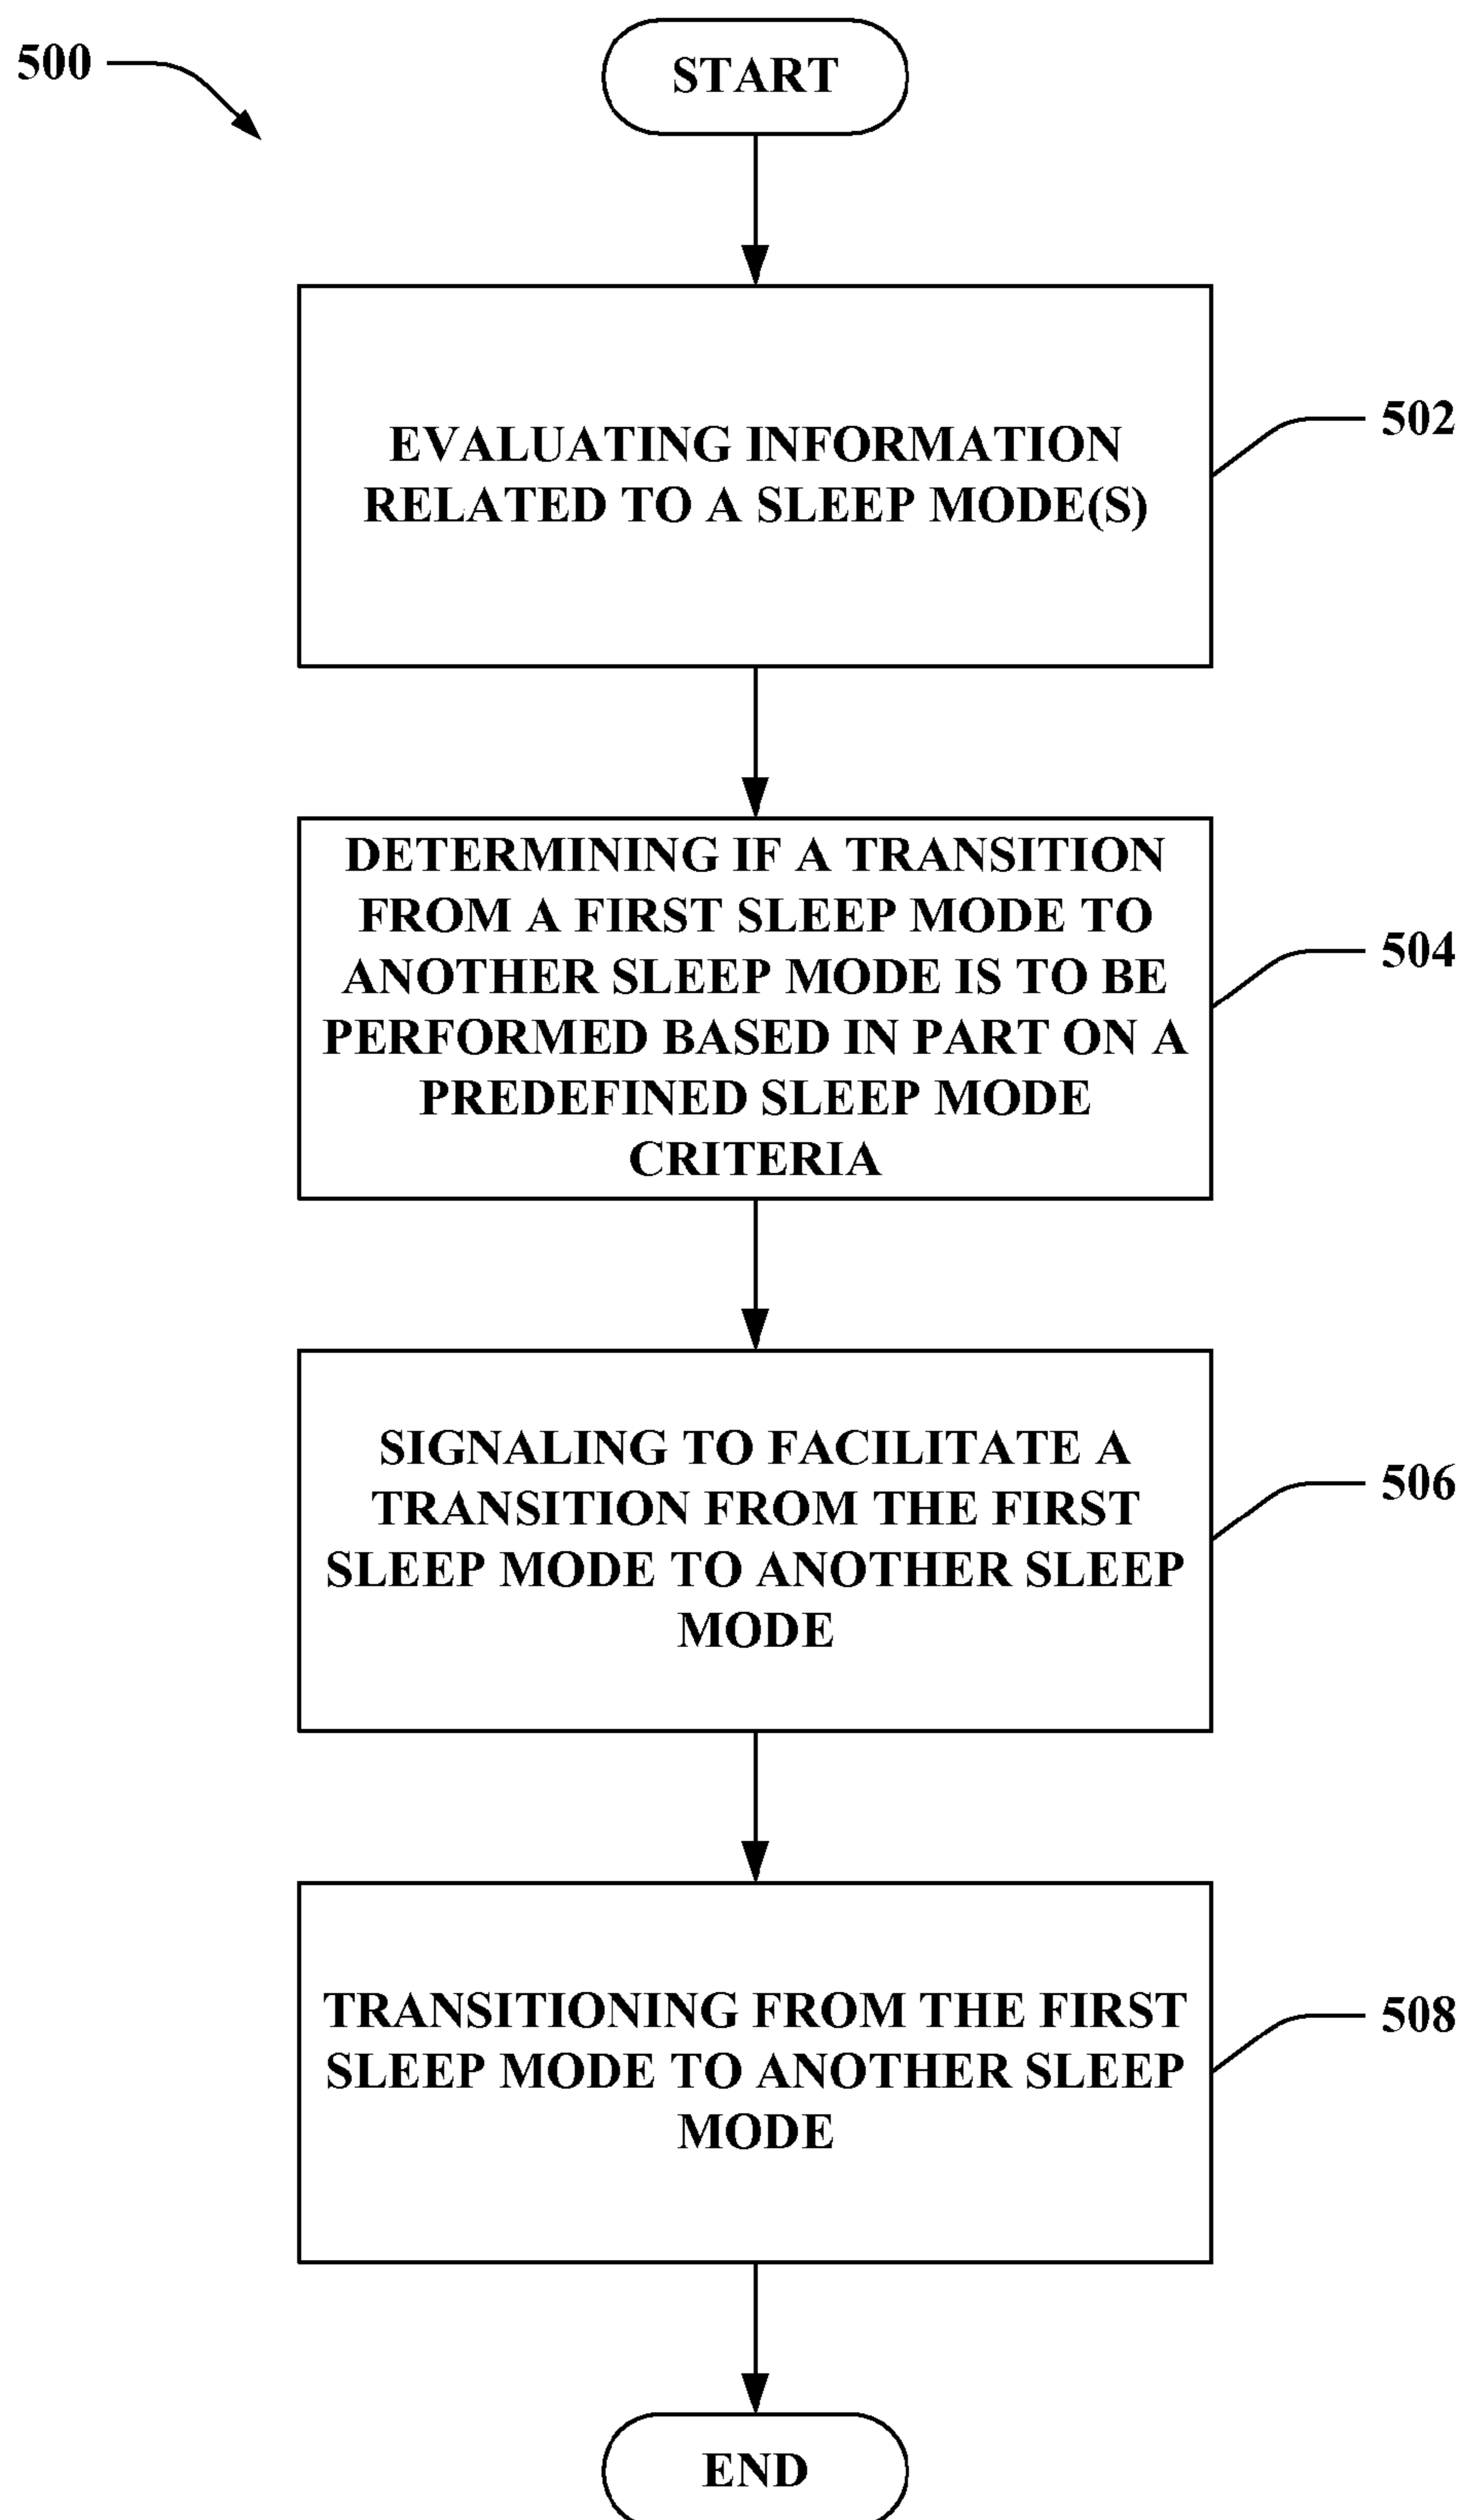 500
START
EVALUATING INFORMATION
RELATED TO A SLEEP MODE(S)
502
DETERMINING IF A TRANSITION
FROM A FIRST SLEEP MODE TO
ANOTHER SLEEP MODE IS TO BE
PERFORMED BASED IN PART ON A
PREDEFINED SLEEP MODE
CRITERIA
504
SIGNALING TO FACILITATE A
TRANSITION FROM THE FIRST
SLEEP MODE TO ANOTHER SLEEP
MODE
506
TRANSITIONING FROM THE FIRST
SLEEP MODE TO ANOTHER SLEEP
MODE
508
END